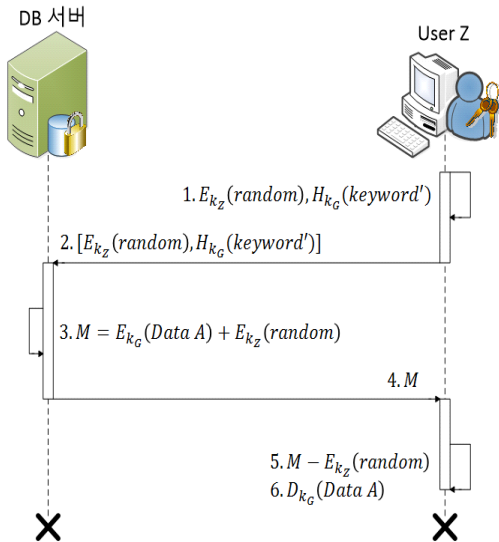 DB 서버
User Z
1. E_{k_Z}(random), H_{k_G}(keyword')
2. [E_{k_Z}(random), H_{k_G}(keyword')]
3. M = E_{k_G}(Data A) + E_{k_Z}(random)
4. M
5. M − E_{k_Z}(random)
6. D_{k_G}(Data A)